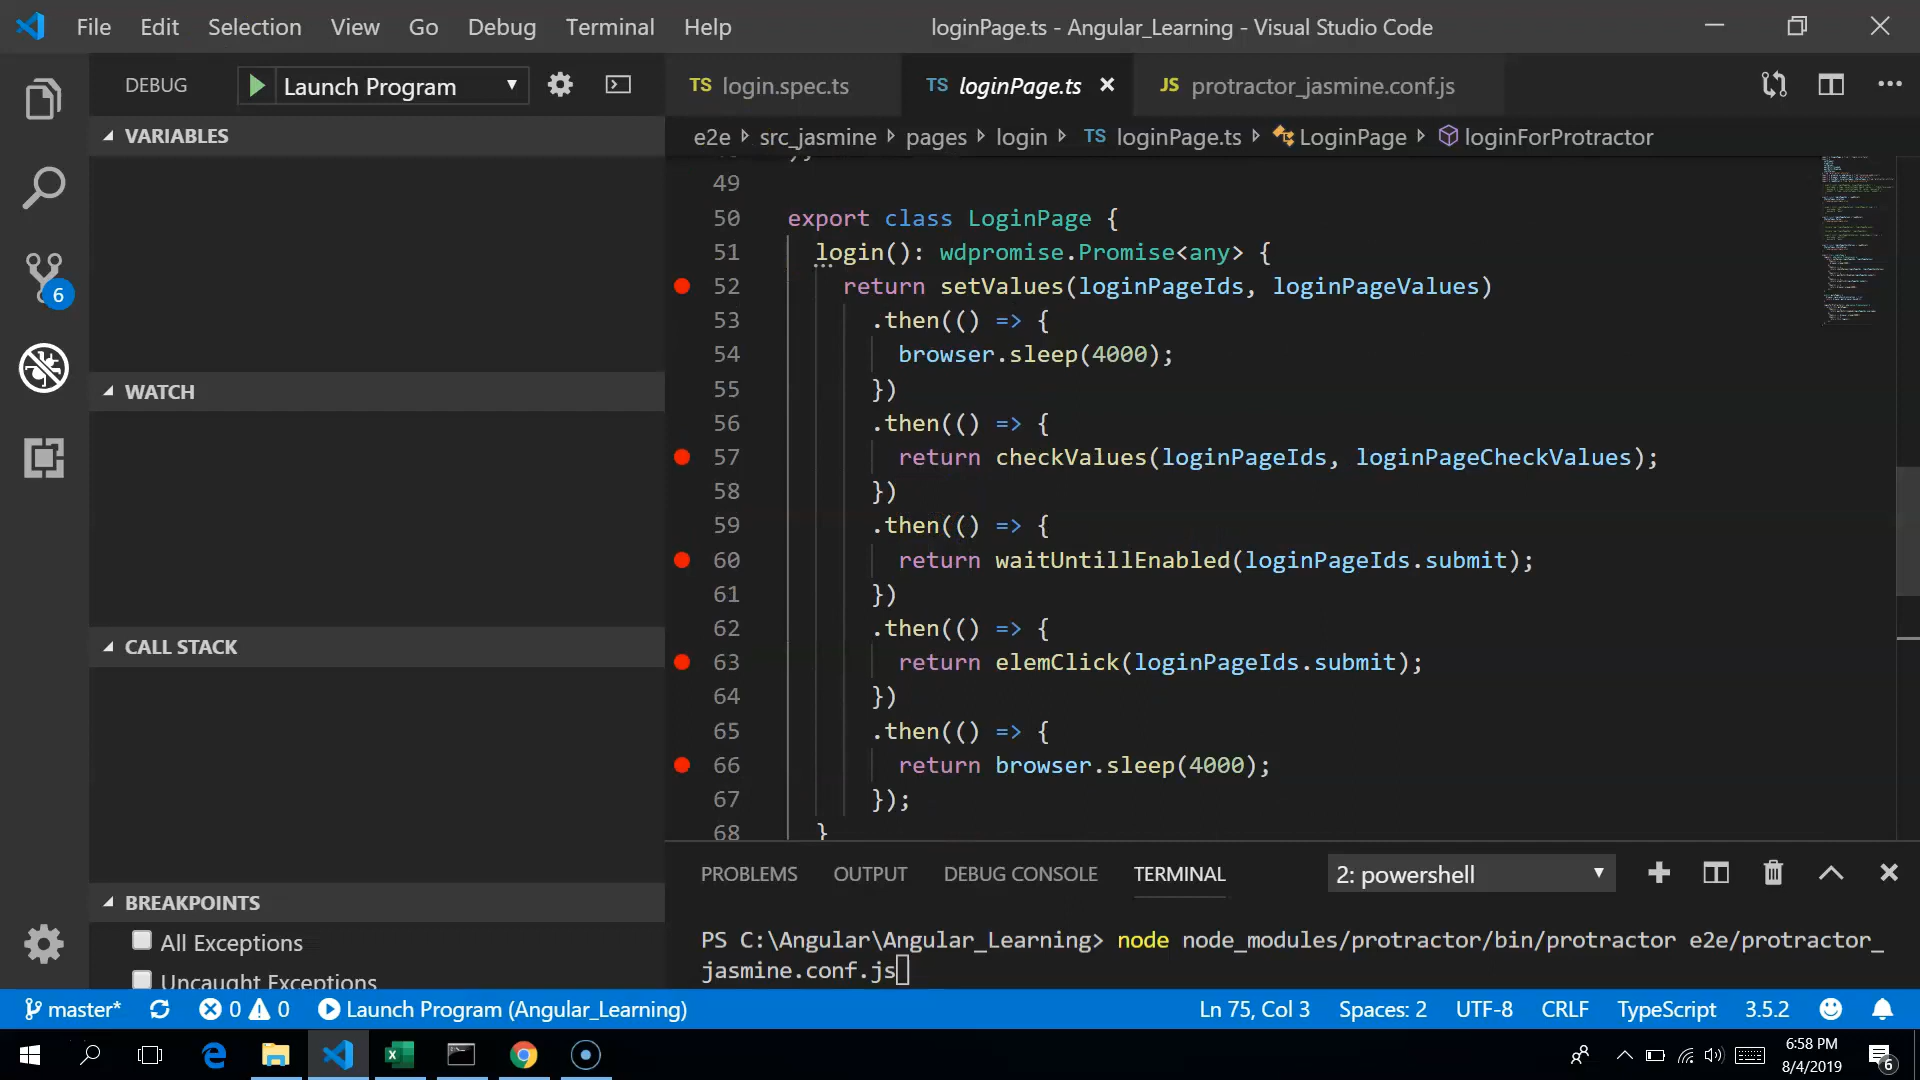 File Edit Selection View Go Debug Terminal Help loginPage.ts - Angular_Learning - Visual Studio Code
DEBUG Launch Program
TS login.spec.ts TS loginPage.ts JS protractor_jasmine.conf.js
e2e src_jasmine pages login TS loginPage.ts LoginPage loginForProtractor
VARIABLES
WATCH
CALL STACK
BREAKPOINTS
All Exceptions
Uncaught Exceptions
6
49
50 export class LoginPage {
51 login(): wdpromise.Promise<any> {
52 return setValues(loginPageIds, loginPageValues)
53 .then(() => {
54 browser.sleep(4000);
55 })
56 .then(() => {
57 return checkValues(loginPageIds, loginPageCheckValues);
58 })
59 .then(() => {
60 return waitUntillEnabled(loginPageIds.submit);
61 })
62 .then(() => {
63 return elemClick(loginPageIds.submit);
64 })
65 .then(() => {
66 return browser.sleep(4000);
67 });
68 }
PROBLEMS OUTPUT DEBUG CONSOLE TERMINAL 2: powershell
PS C:\Angular\Angular_Learning> node node_modules/protractor/bin/protractor e2e/protractor_
jasmine.conf.js
master* 0 0 Launch Program (Angular_Learning) Ln 75, Col 3 Spaces: 2 UTF-8 CRLF TypeScript 3.5.2
6:58 PM
8/4/2019
6